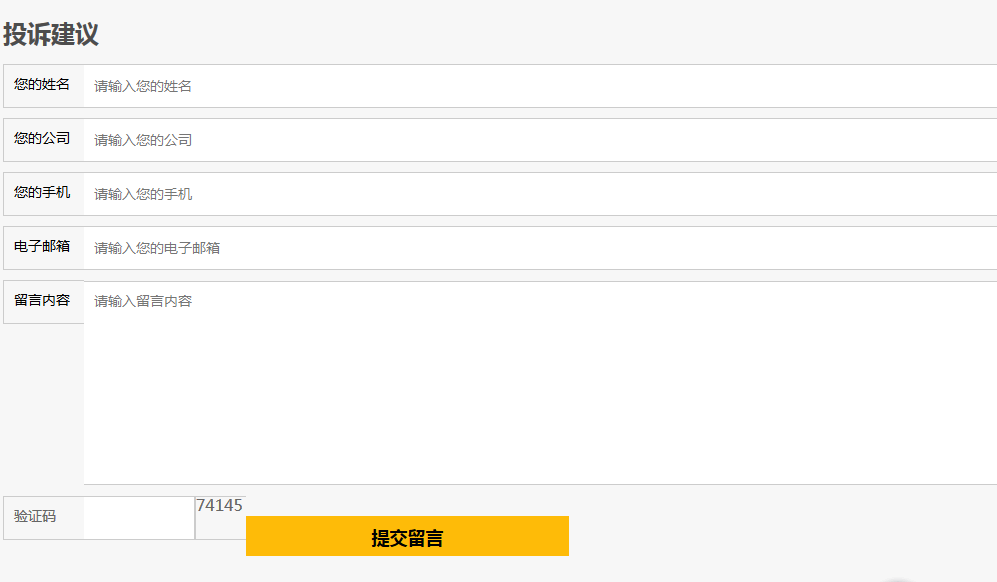 投诉建议
您的姓名 请输入您的姓名
您的公司 请输入您的公司
您的手机 请输入您的手机
电子邮箱 请输入您的电子邮箱
留言内容 请输入留言内容
验证码 74145
提交留言